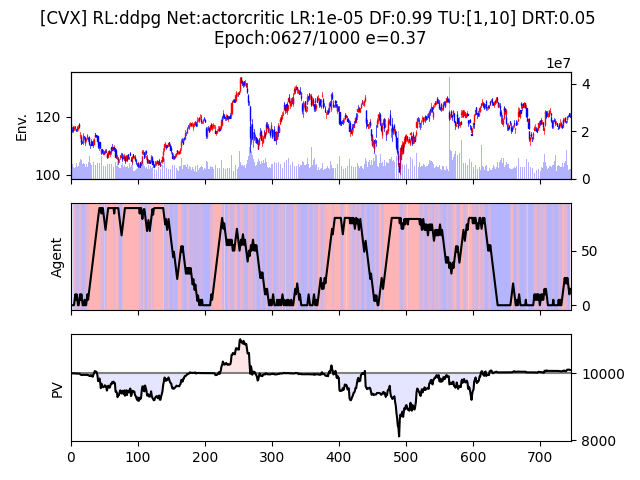 [CVX] RL:ddpg Net:actorcritic LR:1e-05 DF:0.99 TU:[1,10] DRT:0.05
Epoch:0627/1000 e=0.37
1e7
Env.
120
100
4
2
0
Agent
50
0
PV
10000
8000
0 100 200 300 400 500 600 700